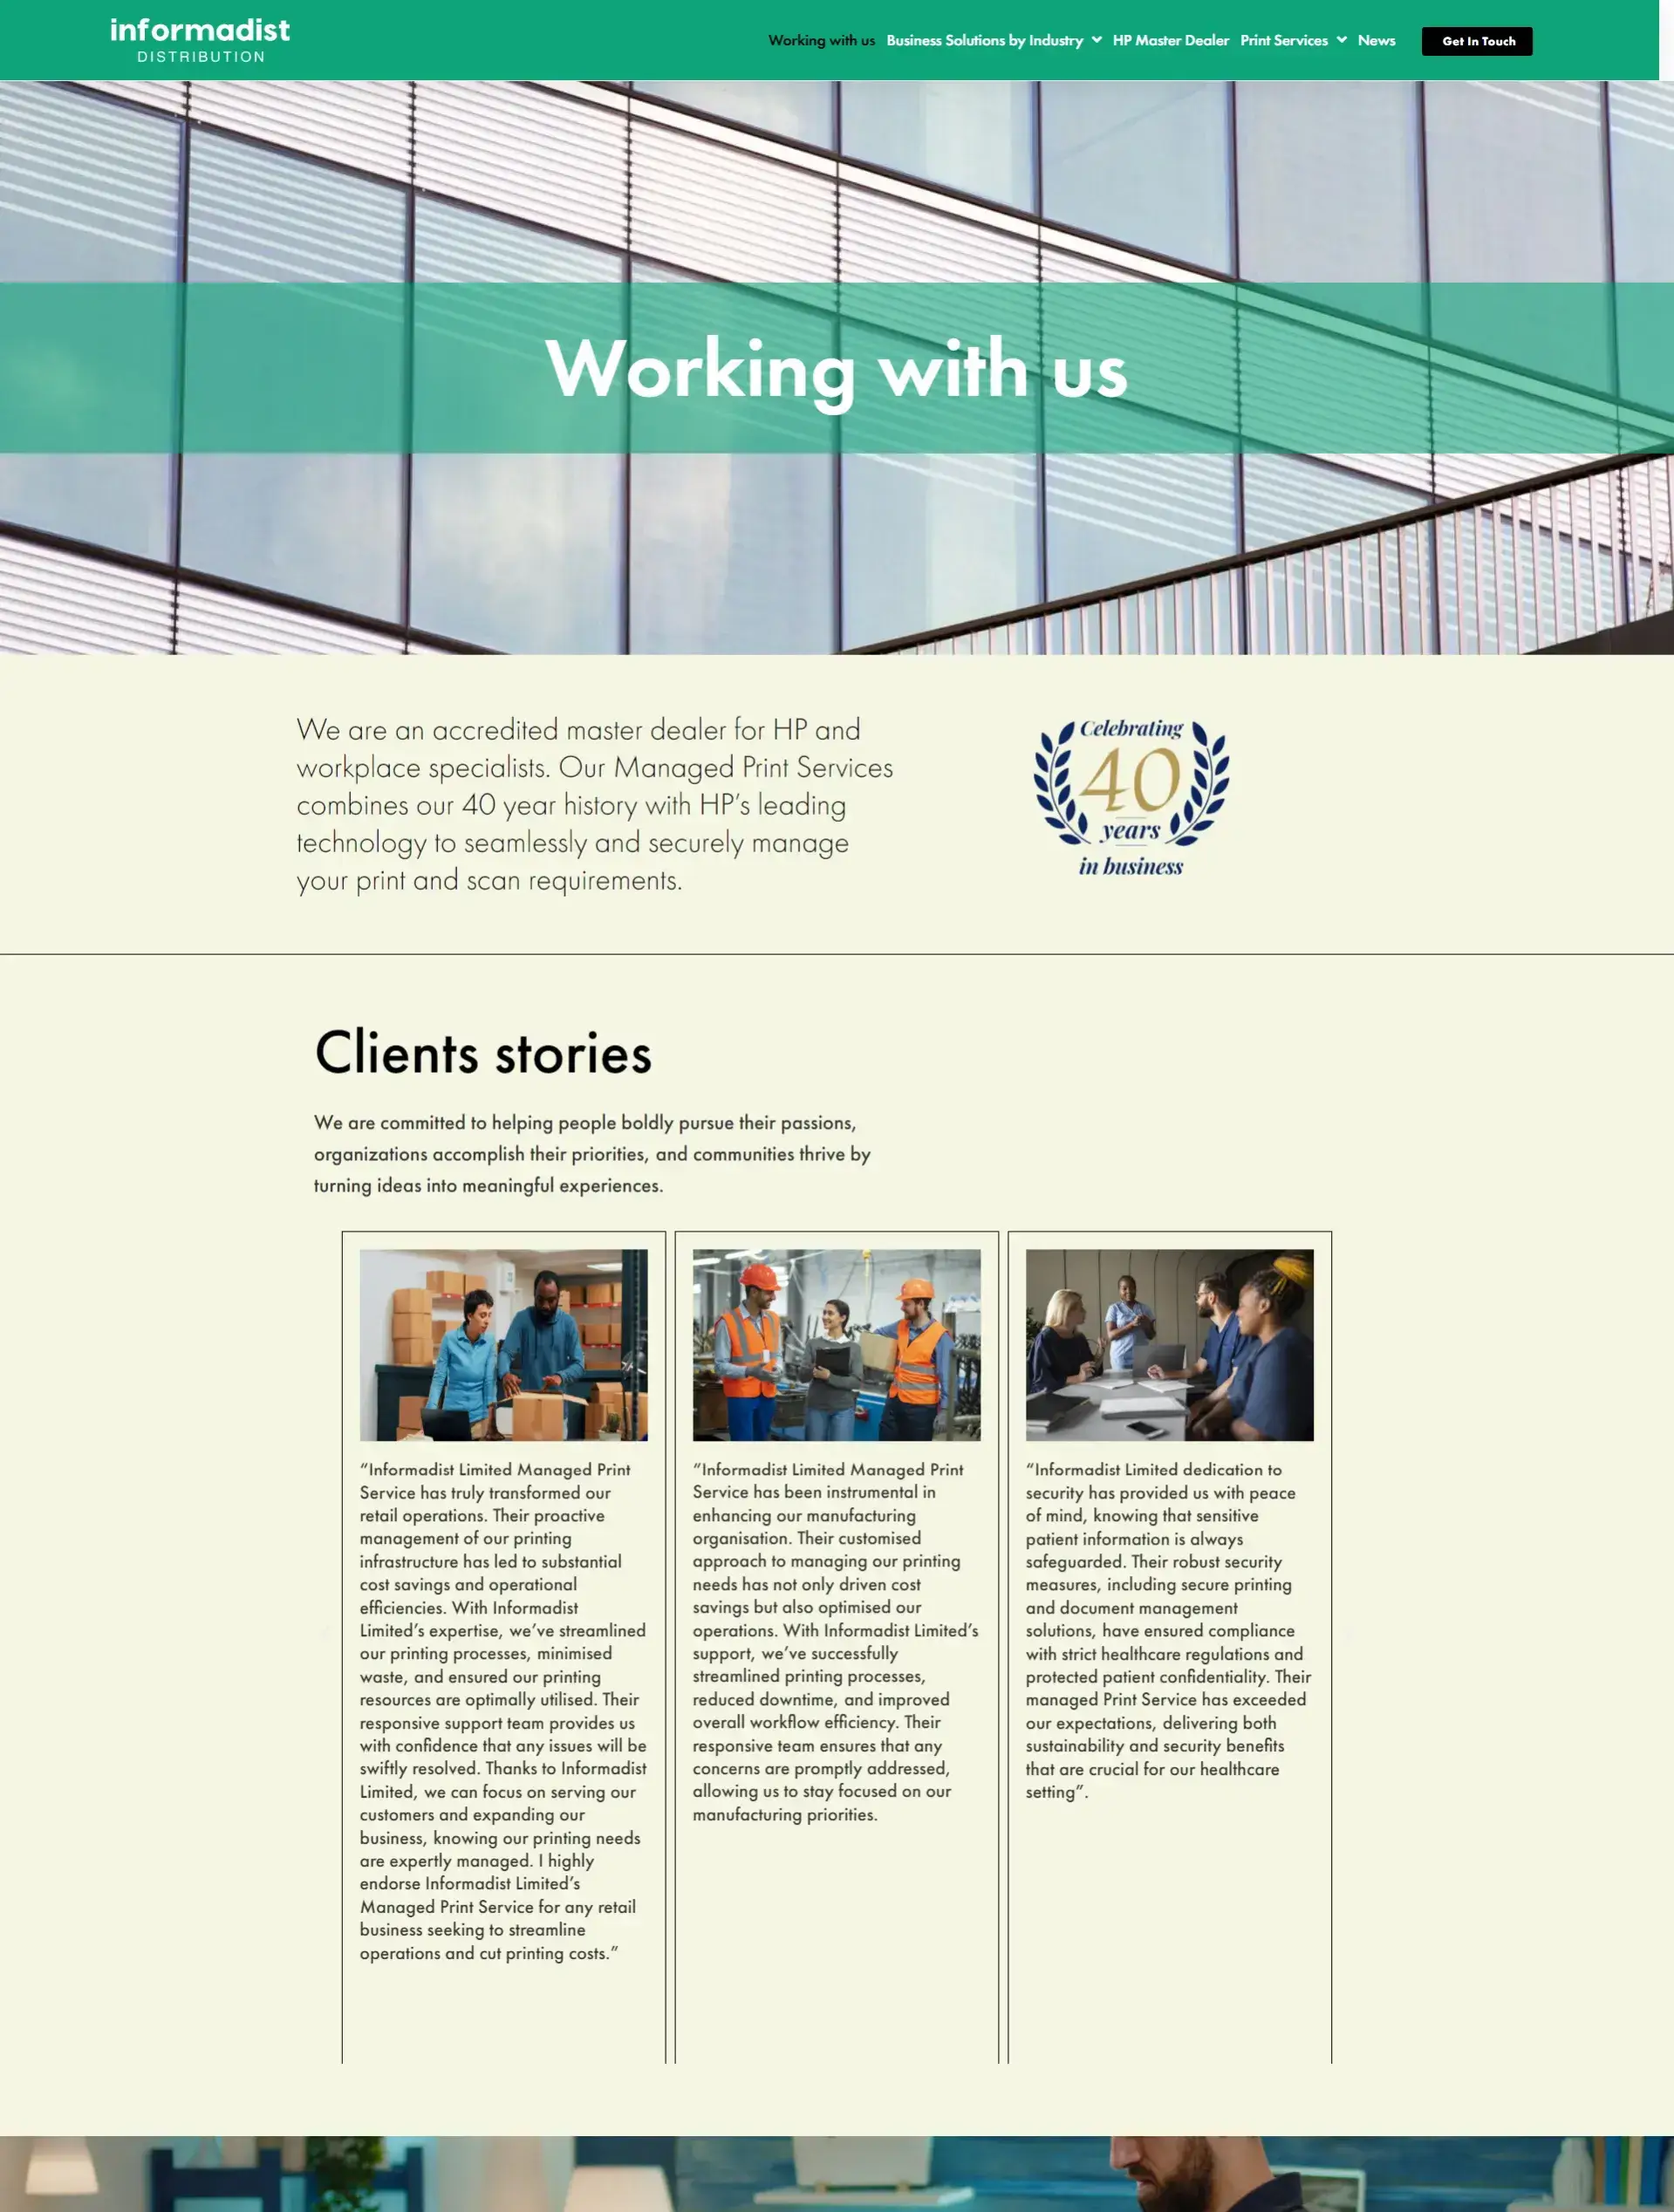 informadist
DISTRIBUTION
Working with us
Business Solutions by Industry
HP Master Dealer
Print Services
News
Get In Touch
Working with us
We are an accredited master dealer for HP and
workplace specialists. Our Managed Print Services
combines our 40 year history with HP's leading
technology to seamlessly and securely manage
your print and scan requirements.
Celebrating
40
years
in business
Clients stories
We are committed to helping people boldly pursue their passions,
organizations accomplish their priorities, and communities thrive by
turning ideas into meaningful experiences.
“Informadist Limited Managed Print
Service has truly transformed our
retail operations. Their proactive
management of our printing
infrastructure has led to substantial
cost savings and operational
efficiencies. With Informadist
Limited’s expertise, we’ve streamlined
our printing processes, minimised
waste, and ensured our printing
resources are optimally utilised. Their
responsive support team provides us
with confidence that any issues will be
swiftly resolved. Thanks to Informadist
Limited, we can focus on serving our
customers and expanding our
business, knowing our printing needs
are expertly managed. I highly
endorse Informadist Limited’s
Managed Print Service for any retail
business seeking to streamline
operations and cut printing costs.”
“Informadist Limited Managed Print
Service has been instrumental in
enhancing our manufacturing
organisation. Their customised
approach to managing our printing
needs has not only driven cost
savings but also optimised our
operations. With Informadist Limited’s
support, we’ve successfully
streamlined printing processes,
reduced downtime, and improved
overall workflow efficiency. Their
responsive team ensures that any
concerns are promptly addressed,
allowing us to stay focused on our
manufacturing priorities.
“Informadist Limited dedication to
security has provided us with peace
of mind, knowing that sensitive
patient information is always
safeguarded. Their robust security
measures, including secure printing
and document management
solutions, have ensured compliance
with strict healthcare regulations and
protected patient confidentiality. Their
managed Print Service has exceeded
our expectations, delivering both
sustainability and security benefits
that are crucial for our healthcare
setting”.